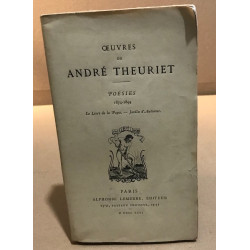 ŒUVRES
DE
ANDRÉ THEURIET
POÉSIES
Le Livre de la Payse. — Jardin d'Automne.
PARIS
ALPHONSE LEMERRE, ÉDITEUR